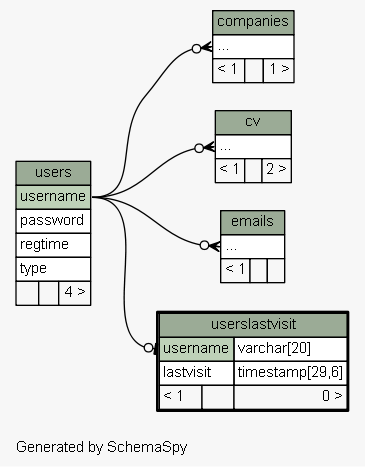 companies
...
< 1 1 >
cv
...
< 1 2 >
users
username
password
regtime
type
4 >
emails
...
< 1
userslastvisit
username varchar[20]
lastvisit timestamp[29,6]
< 1 0 >
Generated by SchemaSpy